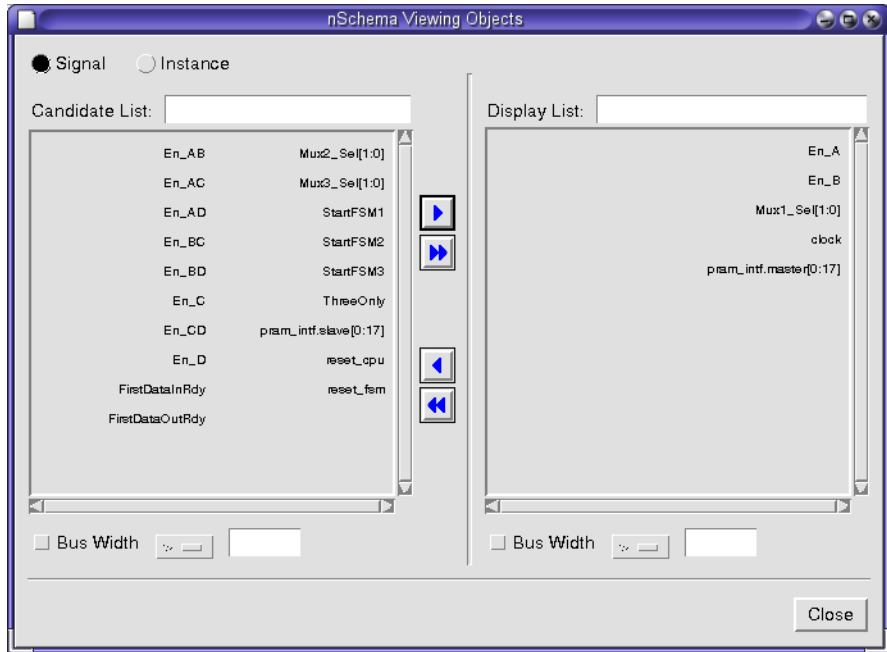 nSchema Viewing Objects
Signal Instance
Candidate List:
En_AB Mux2_Sel[1:0]
En_AC Mux3_Sel[1:0]
En_AD StartFSM1
En_BC StartFSM2
En_BD StartFSM3
En_C ThreeOnly
En_CD pram_intf.slave[0:17]
En_D reset_cpu
FirstDataInRdy reset_fsm
FirstDataOutRdy
Bus Width >
Display List:
En_A
En_B
Mux1_Sel[1:0]
clock
pram_intf.master[0:17]
Bus Width >
Close